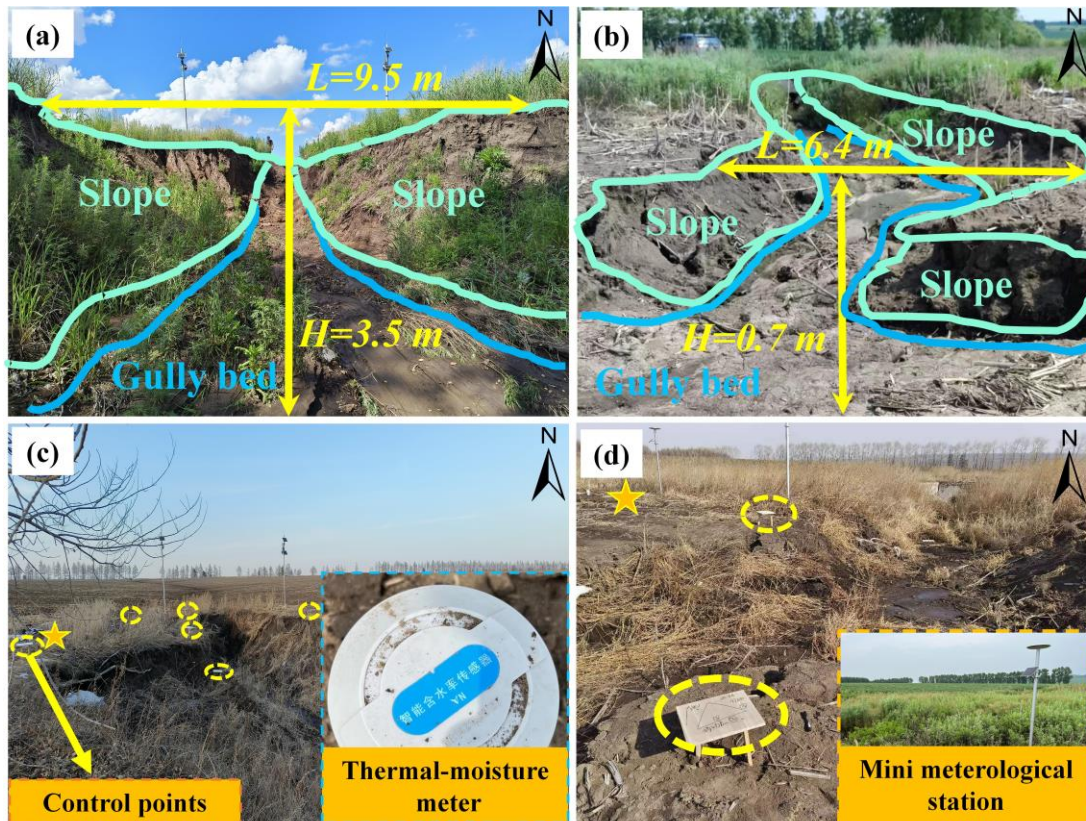 (a)
N
L=9.5 m
Slope
Slope
H=3.5 m
Gully bed
(b)
N
Slope
L=6.4 m
Slope
Slope
H=0.7 m
Gully bed
(c)
N
智能含水率传感器
Control points
Thermal-moisture
meter
(d)
N
Mini meterological
station